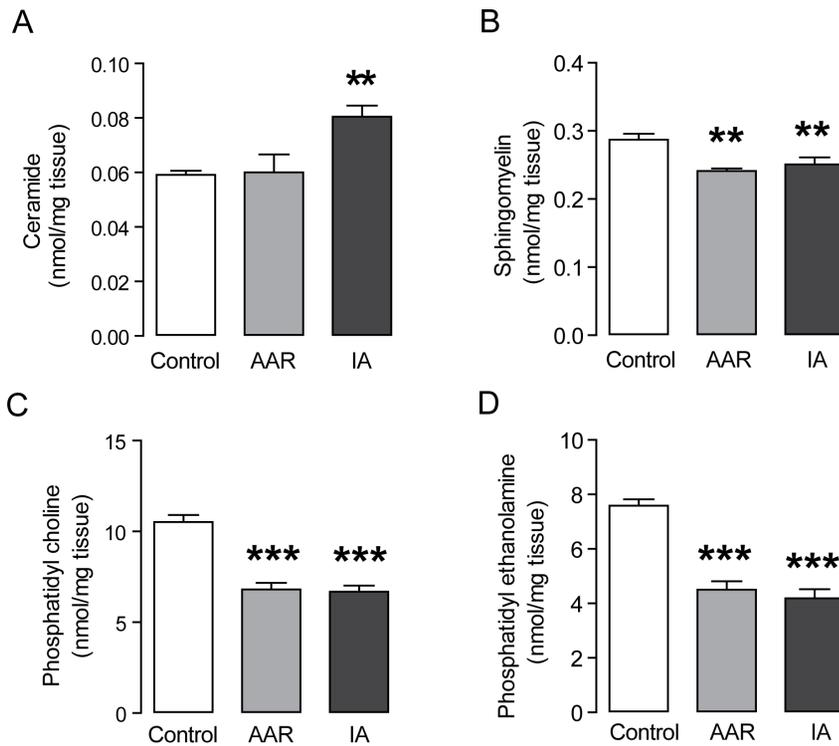 A
Ceramide
(nmol/mg tissue)
0.10
0.08
0.06
0.04
0.02
0.00
**
Control AAR IA
B
Sphingomyelin
(nmol/mg tissue)
0.4
0.3
0.2
0.1
0.0
** **
Control AAR IA
C
Phosphatidyl choline
(nmol/mg tissue)
15
10
5
0
*** ***
Control AAR IA
D
Phosphatidyl ethanolamine
(nmol/mg tissue)
10
8
6
4
2
0
*** ***
Control AAR IA